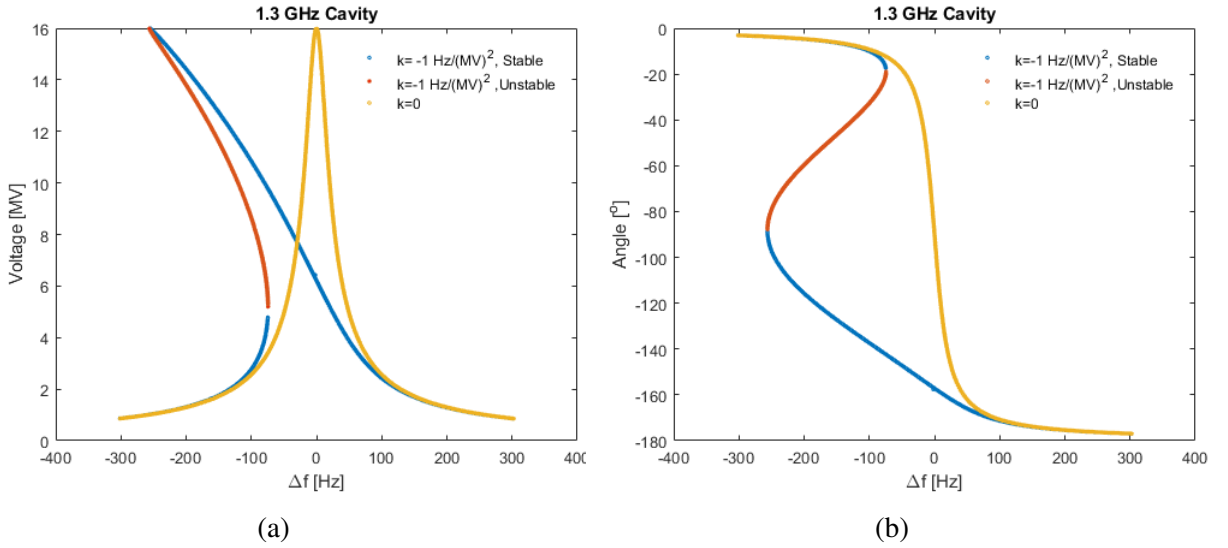 1.3 GHz Cavity
16
14
12
10
8
6
4
2
0
Voltage [MV]
-400 -300 -200 -100 0 100 200 300 400
Δf [Hz]
k= -1 Hz/(MV)², Stable
k=-1 Hz/(MV)² ,Unstable
k=0
(a)
1.3 GHz Cavity
0
-20
-40
-60
-80
-100
-120
-140
-160
-180
Angle [°]
-400 -300 -200 -100 0 100 200 300 400
Δf [Hz]
k= -1 Hz/(MV)², Stable
k=-1 Hz/(MV)² ,Unstable
k=0
(b)